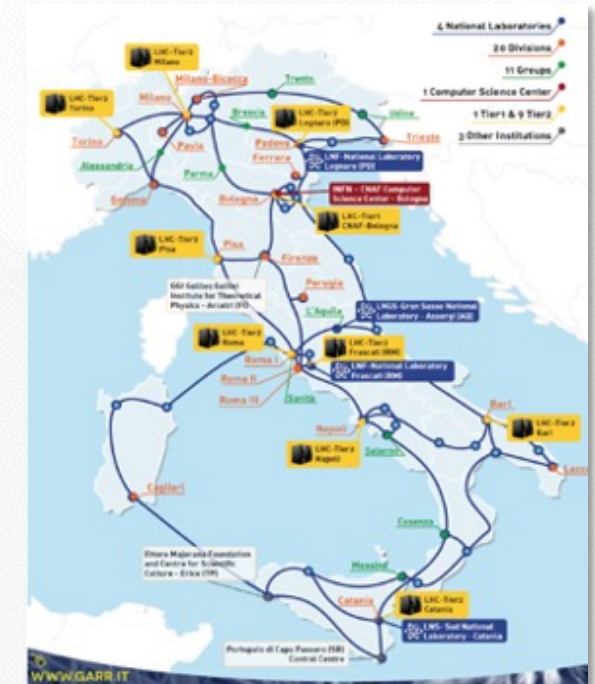 4 National Laboratories
20 Divisions
11 Groups
1 Computer Science Center
1 Tier1 & 9 Tier2
3 Other Institutions
LHC-Tier2
Milano
Milano-Bicocca
Trento
LHC-Tier2
Torino
Milano
Brescia
LHC-Tier2
Legnaro (PD)
Udine
Torino
Pavia
Padova
Trieste
Ferrara
LNF-National Laboratory
Legnaro (PD)
Alessandria
Parma
INFN - CNAF Computer
Science Center - Bologna
Genova
Bologna
LHC-Tier1
CNAF-Bologna
LHC-Tier2
Pisa
Pisa
Firenze
GGI Galileo Galilei
Institute for Theoretical
Physics - Arcetri (FI)
Perugia
L'Aquila
LNGS-Gran Sasso National
Laboratory - Assergi (AQ)
LHC-Tier2
Roma
LHC-Tier2
Frascati (RM)
Roma I
LNF-National Laboratory
Frascati (RM)
Roma II
Roma III
Sanità
Bari
Napoli
LHC-Tier2
Bari
LHC-Tier2
Napoli
Salerno
Lecce
Cagliari
Cosenza
Ettore Majorana Foundation
and Centre for Scientific
Culture - Erice (TP)
Messina
Catania
LHC-Tier2
Catania
LNS- Sud National
Laboratory - Catania
Portopalo di Capo Passero (SR)
Control Centre
©
WWW.GARR.IT